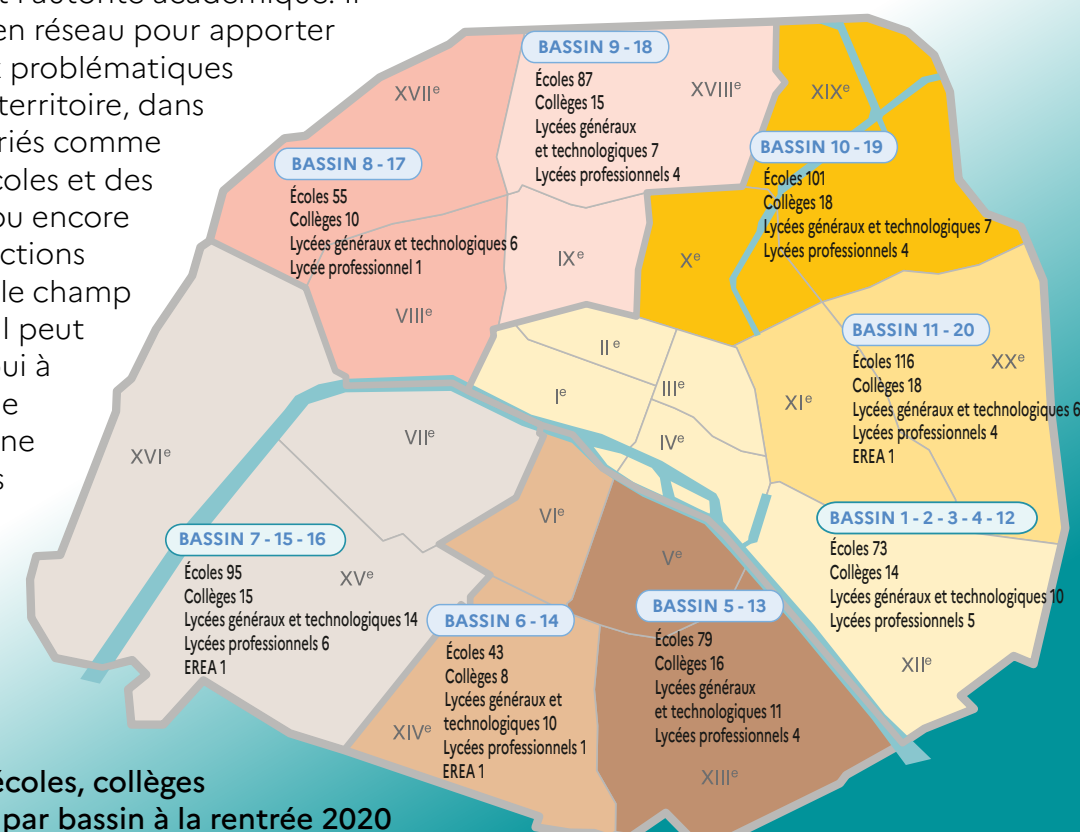 t l'autorité académique. Il
en réseau pour apporter
problématiques
territoire, dans
riés comme
coles et des
ou encore
ctions
le champ
l peut
ui à
e
ne
s
XVIIe
BASSIN 8 - 17
Écoles 55
Collèges 10
Lycées généraux et technologiques 6
Lycée professionnel 1
VIIIe
BASSIN 9 - 18
Écoles 87
Collèges 15
Lycées généraux
et technologiques 7
Lycées professionnels 4
XVIIIe
IXe
XIXe
BASSIN 10 - 19
Écoles 101
Collèges 18
Lycées généraux et technologiques 7
Lycées professionnels 4
Xe
BASSIN 11 - 20
Écoles 116
Collèges 18
Lycées généraux et technologiques 6
Lycées professionnels 4
EREA 1
XXe
XIe
IIe
Ie
IIIe
IVe
BASSIN 1 - 2 - 3 - 4 - 12
Écoles 73
Collèges 14
Lycées généraux et technologiques 10
Lycées professionnels 5
XIIe
VIIe
XVIe
BASSIN 7 - 15 - 16
Écoles 95
Collèges 15
Lycées généraux et technologiques 14
Lycées professionnels 6
EREA 1
XVe
VIe
BASSIN 6 - 14
Écoles 43
Collèges 8
Lycées généraux et
technologiques 10
Lycées professionnels 1
EREA 1
XIVe
Ve
BASSIN 5 - 13
Écoles 79
Collèges 16
Lycées généraux
et technologiques 11
Lycées professionnels 4
XIIIe
écoles, collèges
par bassin à la rentrée 2020